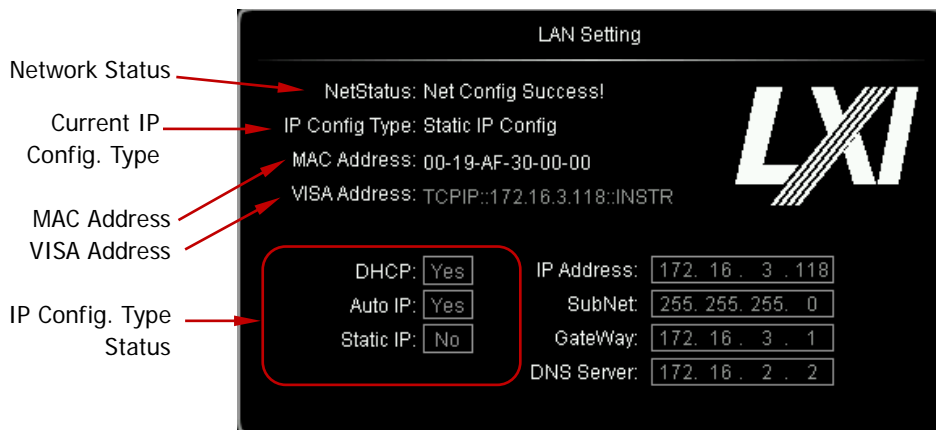 LAN Setting
Network Status
NetStatus: Net Config Success!
Current IP
Config. Type
IP Config Type: Static IP Config
MAC Address: 00-19-AF-30-00-00
VISA Address: TCPIP::172.16.3.118::INSTR
LXI
MAC Address
VISA Address
IP Config. Type
Status
DHCP: Yes
Auto IP: Yes
Static IP: No
IP Address: 172. 16 . 3 . 118
SubNet: 255. 255. 255. 0
GateWay: 172. 16 . 3 . 1
DNS Server: 172. 16 . 2 . 2